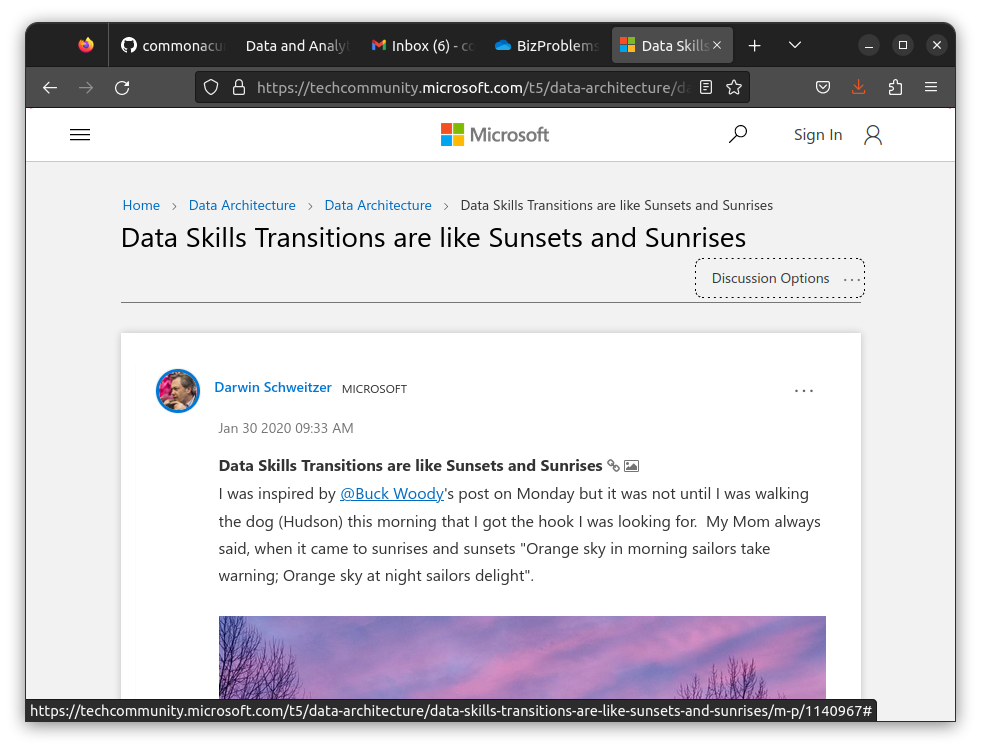 commonacu
Data and Analy
Inbox (6) - co
BizProblems
Data Skills
https://techcommunity.microsoft.com/t5/data-architecture/da
Microsoft
Sign In
Home > Data Architecture > Data Architecture > Data Skills Transitions are like Sunsets and Sunrises
Data Skills Transitions are like Sunsets and Sunrises
Discussion Options ...
Darwin Schweitzer MICROSOFT ...
Jan 30 2020 09:33 AM
Data Skills Transitions are like Sunsets and Sunrises
I was inspired by @Buck Woody's post on Monday but it was not until I was walking
the dog (Hudson) this morning that I got the hook I was looking for.  My Mom always
said, when it came to sunrises and sunsets "Orange sky in morning sailors take
warning; Orange sky at night sailors delight".
https://techcommunity.microsoft.com/t5/data-architecture/data-skills-transitions-are-like-sunsets-and-sunrises/m-p/1140967#